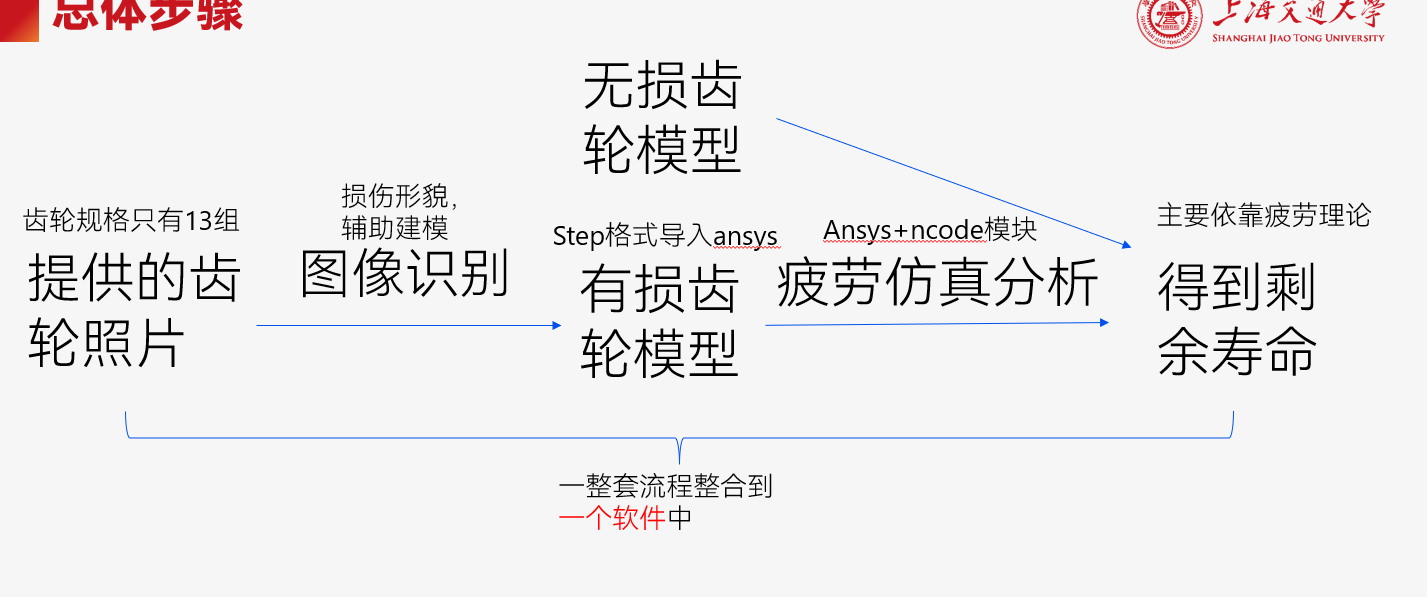 总体步骤
上海交通大学
SHANGHAI JIAO TONG UNIVERSITY
无损齿
轮模型
齿轮规格只有13组
提供的齿
轮照片
损伤形貌，
辅助建模
图像识别
Step格式导入ansys
有损齿
轮模型
Ansys+ncode模块
疲劳仿真分析
主要依靠疲劳理论
得到剩
余寿命
一整套流程整合到
一个软件中